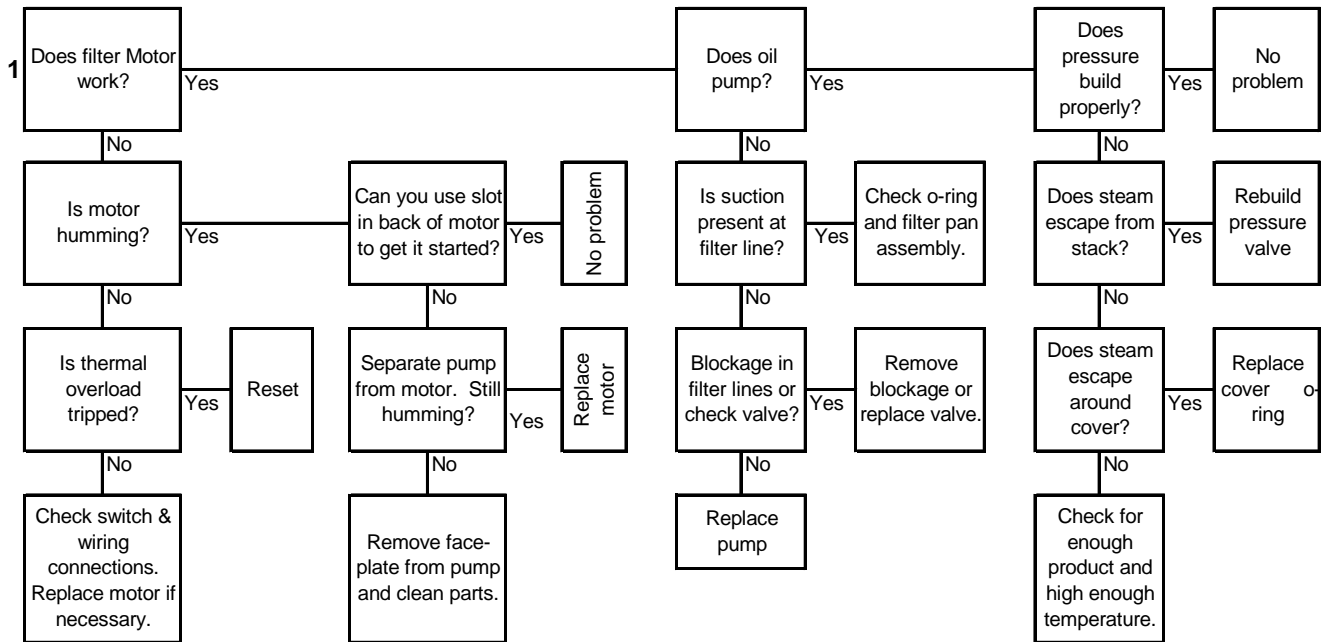 1
Does filter Motor
work?
Yes
No
Does oil
pump?
Yes
No
Does
pressure
build
properly?
Yes
No
No
problem
Is motor
humming?
Yes
No
Can you use slot
in back of motor
to get it started?
Yes
No
No problem
Is suction
present at
filter line?
Yes
No
Check o-ring
and filter pan
assembly.
Does steam
escape from
stack?
Yes
No
Rebuild
pressure
valve
Is thermal
overload
tripped?
Yes
No
Reset
Separate pump
from motor. Still
humming?
Yes
No
Replace
motor
Blockage in
filter lines or
check valve?
Yes
No
Remove
blockage or
replace valve.
Does steam
escape
around
cover?
Yes
No
Replace
cover o-
ring
Check switch &
wiring
connections.
Replace motor if
necessary.
Remove face-
plate from pump
and clean parts.
Replace
pump
Check for
enough
product and
high enough
temperature.